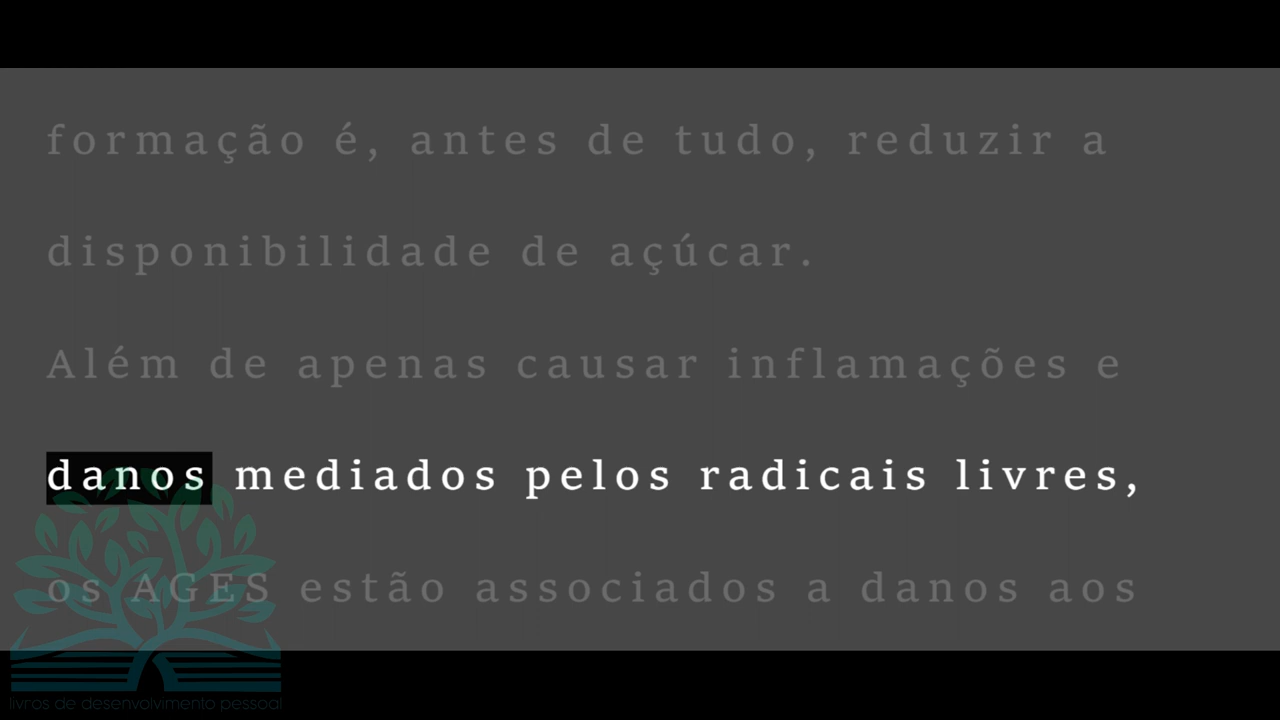 formação é, antes de tudo, reduzir a
disponibilidade de açúcar.
Além de apenas causar inflamações e
danos mediados pelos radicais livres,
os AGES estão associados a danos aos
livros de desenvolvimento pessoal